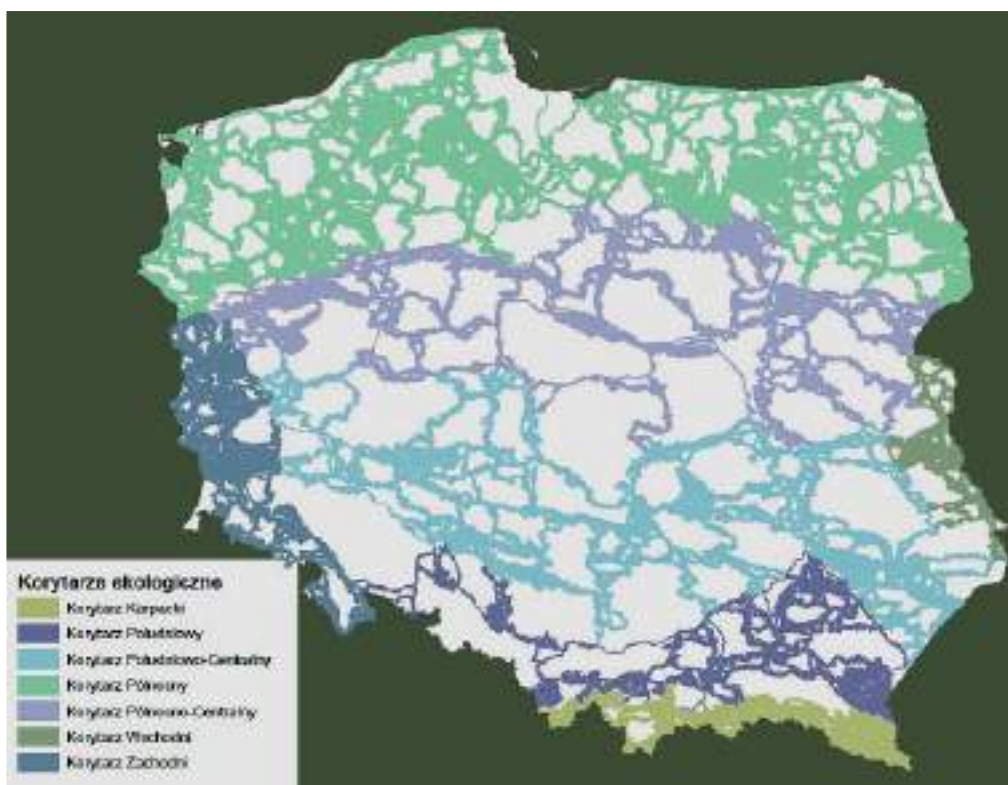 Korytarze ekologiczne
Korytarz Karpacki
Korytarz Południowy
Korytarz Południowo-Centralny
Korytarz Północny
Korytarz Północno-Centralny
Korytarz Wschodni
Korytarz Zachodni